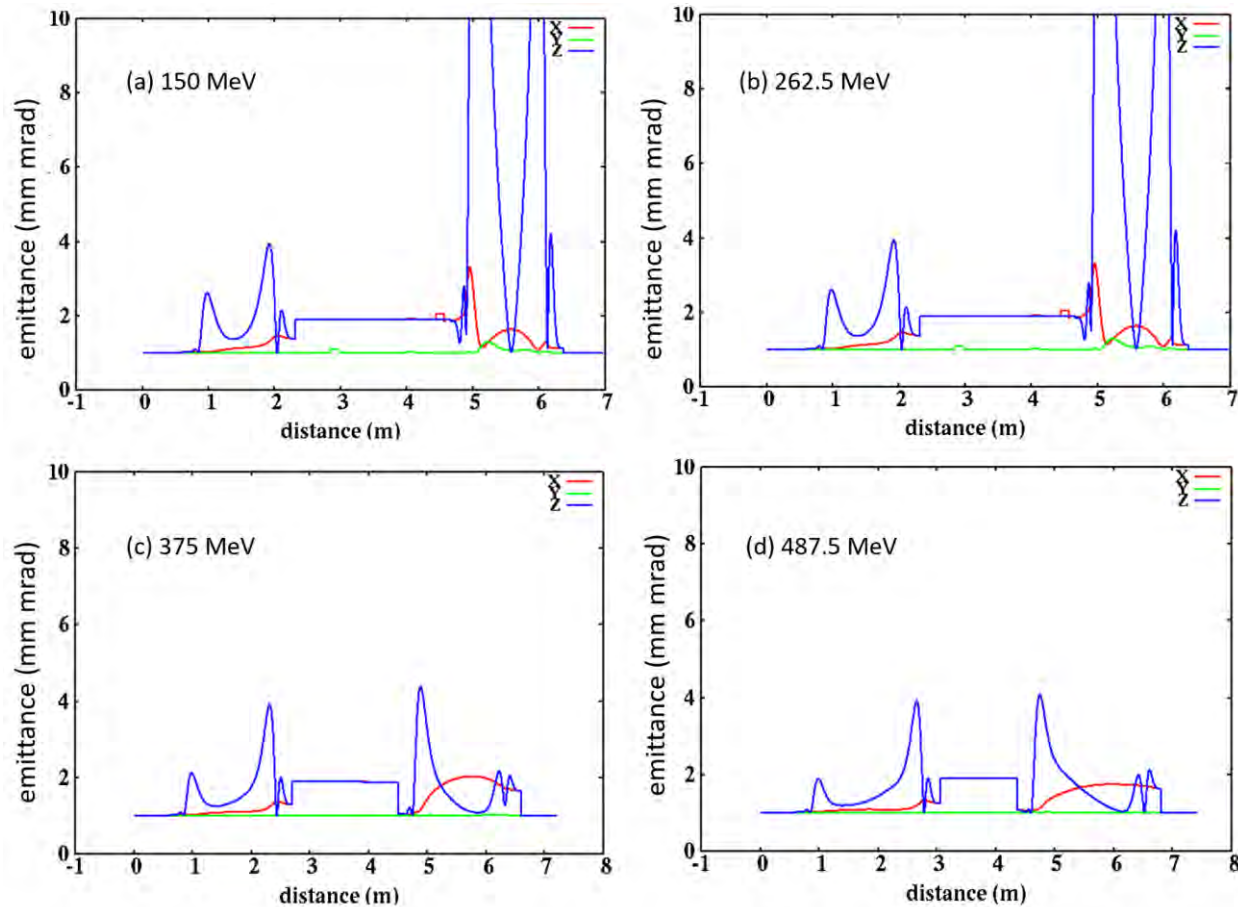 emittance (mm mrad)
10
8
6
4
2
0
(a) 150 MeV
X
Y
Z
-1 0 1 2 3 4 5 6 7
distance (m)
emittance (mm mrad)
10
8
6
4
2
0
(b) 262.5 MeV
X
Y
Z
-1 0 1 2 3 4 5 6 7
distance (m)
emittance (mm mrad)
10
8
6
4
2
0
(c) 375 MeV
X
Y
Z
-1 0 1 2 3 4 5 6 7 8
distance (m)
emittance (mm mrad)
10
8
6
4
2
0
(d) 487.5 MeV
X
Y
Z
-1 0 1 2 3 4 5 6 7 8
distance (m)